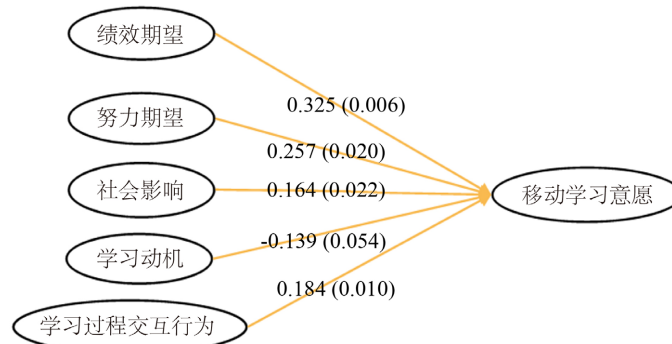 绩效期望
0.325 (0.006)
努力期望
0.257 (0.020)
社会影响
0.164 (0.022)
移动学习意愿
学习动机
-0.139 (0.054)
0.184 (0.010)
学习过程交互行为